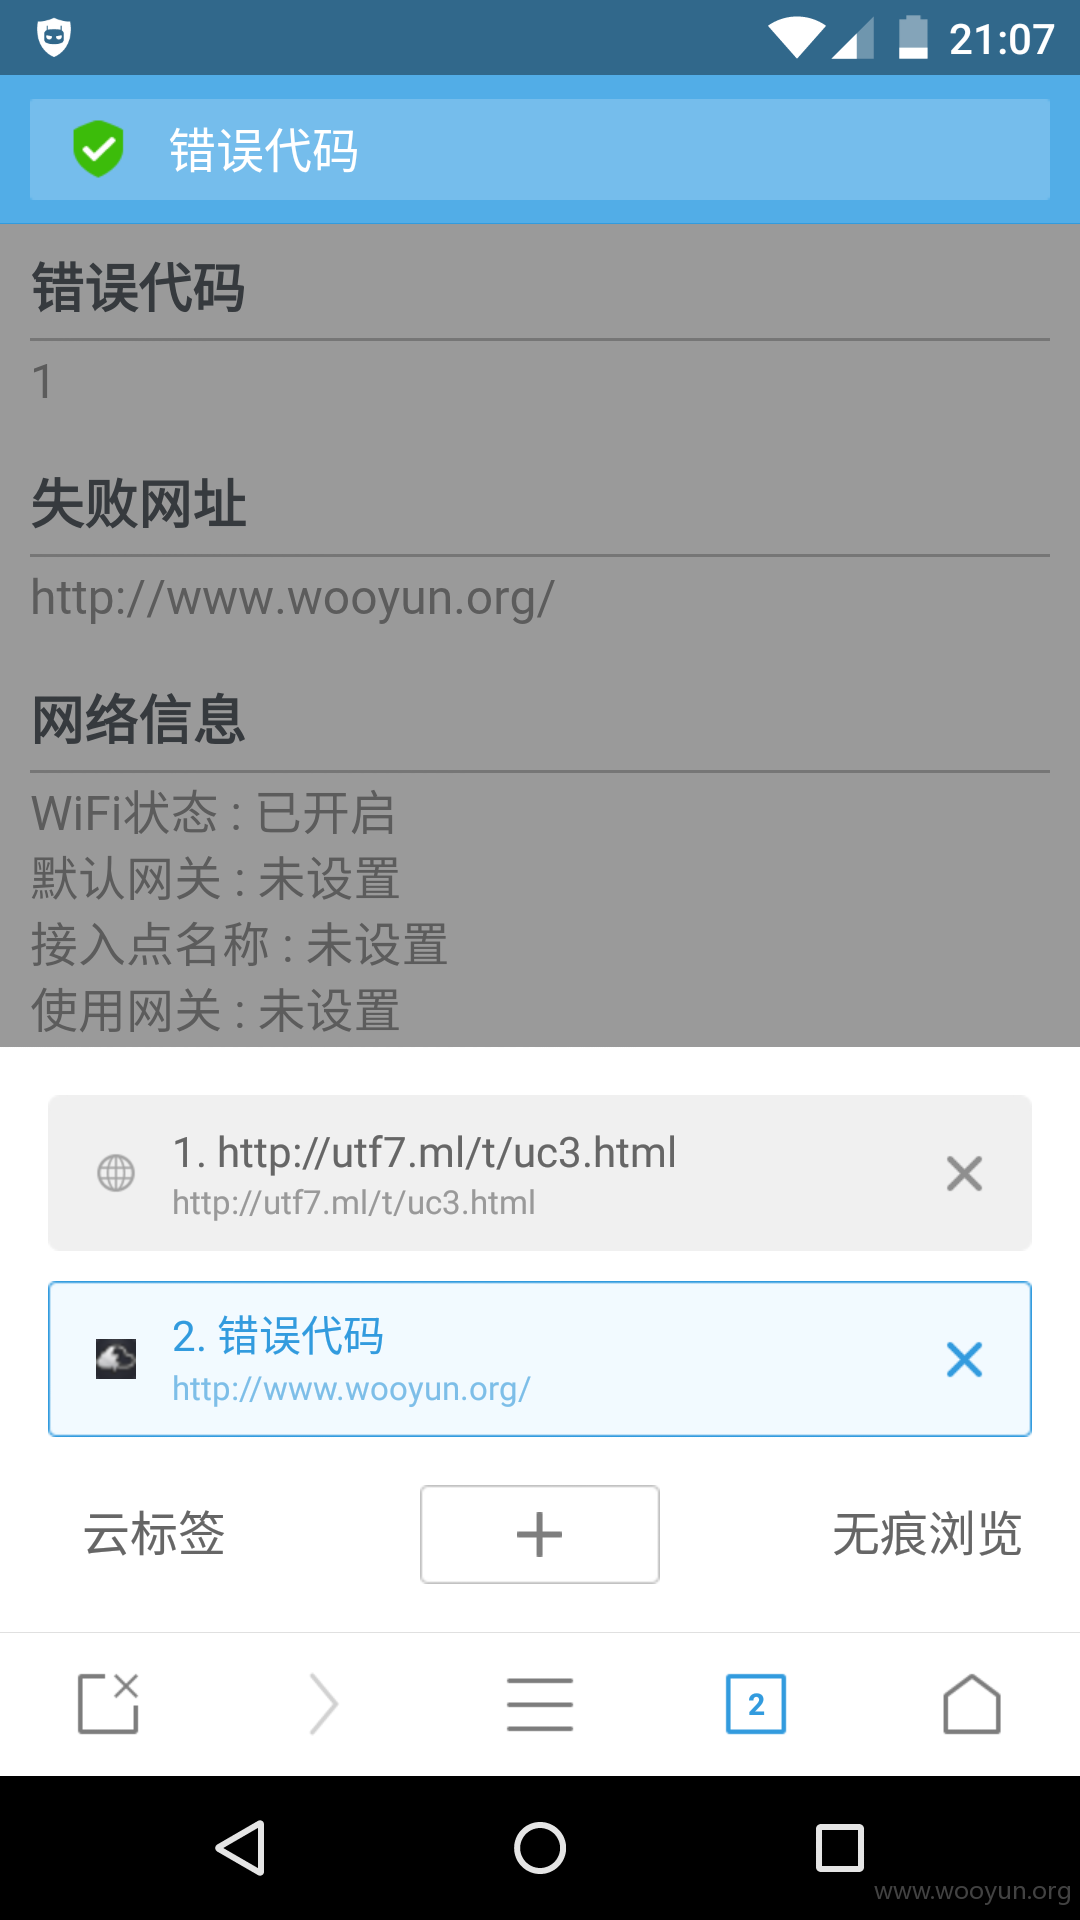 21:07
错误代码
错误代码
1
失败网址
http://www.wooyun.org/
网络信息
WiFi状态 : 已开启
默认网关 : 未设置
接入点名称 : 未设置
使用网关 : 未设置
1. http://utf7.ml/t/uc3.html
http://utf7.ml/t/uc3.html
2. 错误代码
http://www.wooyun.org/
云标签
无痕浏览
2
www.wooyun.org